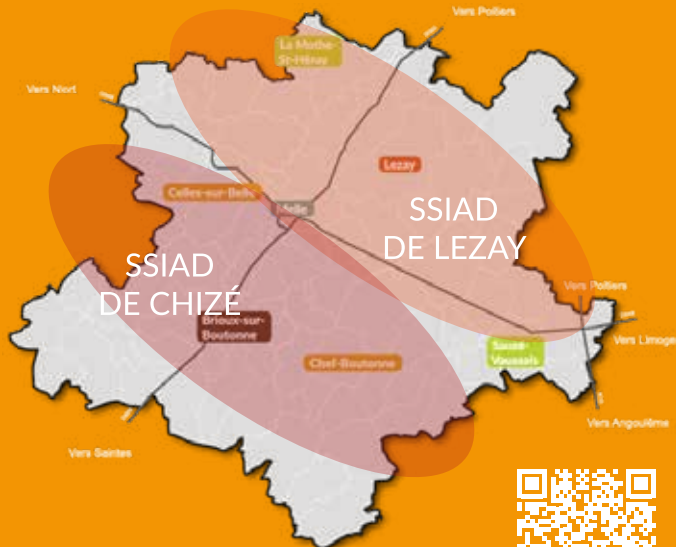 Vers Poitiers
La Mothe-
St-Héray
Vers Niort
Lezay
Celles-sur-Belle
Melle
SSIAD
DE LEZAY
SSIAD
DE CHIZÉ
Vers Poitiers
Brioux-sur-
Boutonne
Vers Limoge
Sauzé-
Vaussais
Chef-Boutonne
Vers Angoulême
Vers Saintes